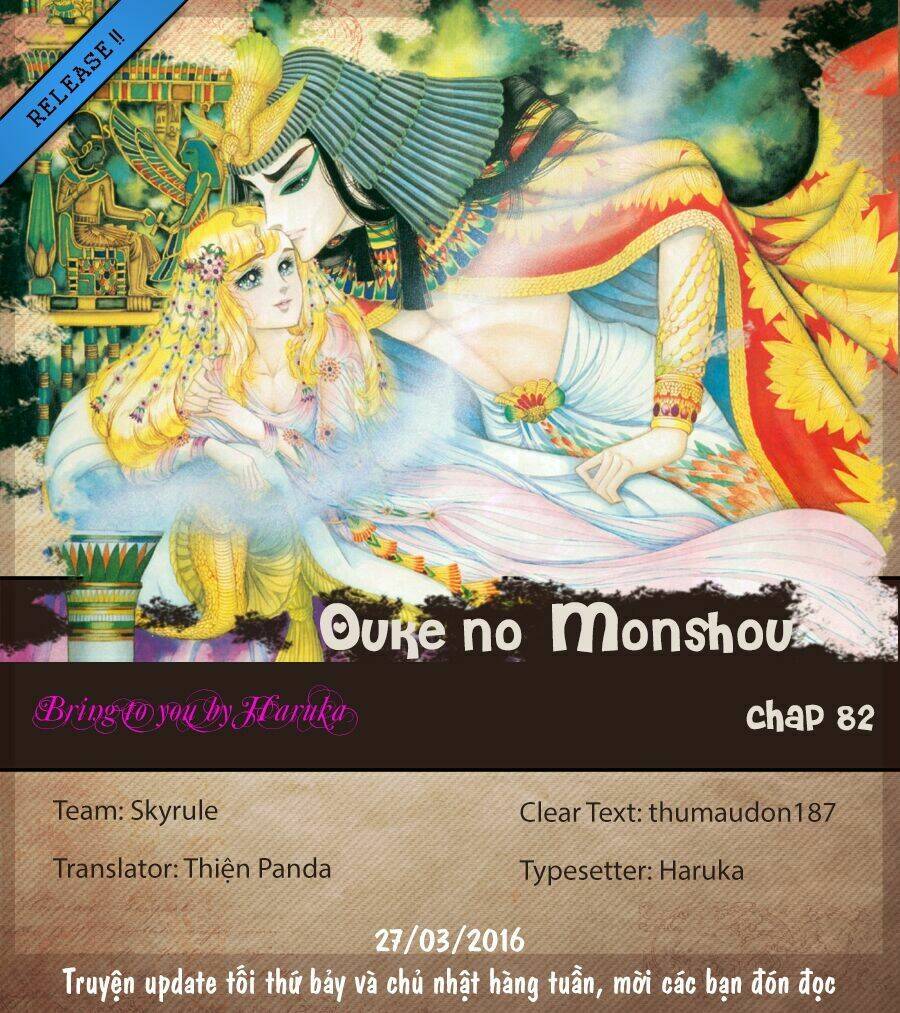 RELEASE!!
Ouke no Monshou
Bring to you by Haruka
chap 82
Team: Skyrule
Clear Text: thumaudon187
Translator: Thiện Panda
Typesetter: Haruka
27/03/2016
Truyện update tối thứ bảy và chủ nhật hàng tuần, mời các bạn đón đọc